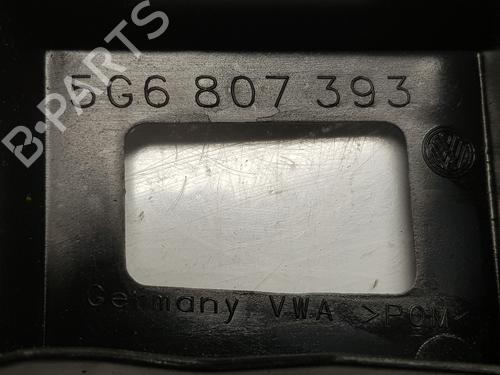 B-PARTS
5G6 807 393
Germany VWA >POM<